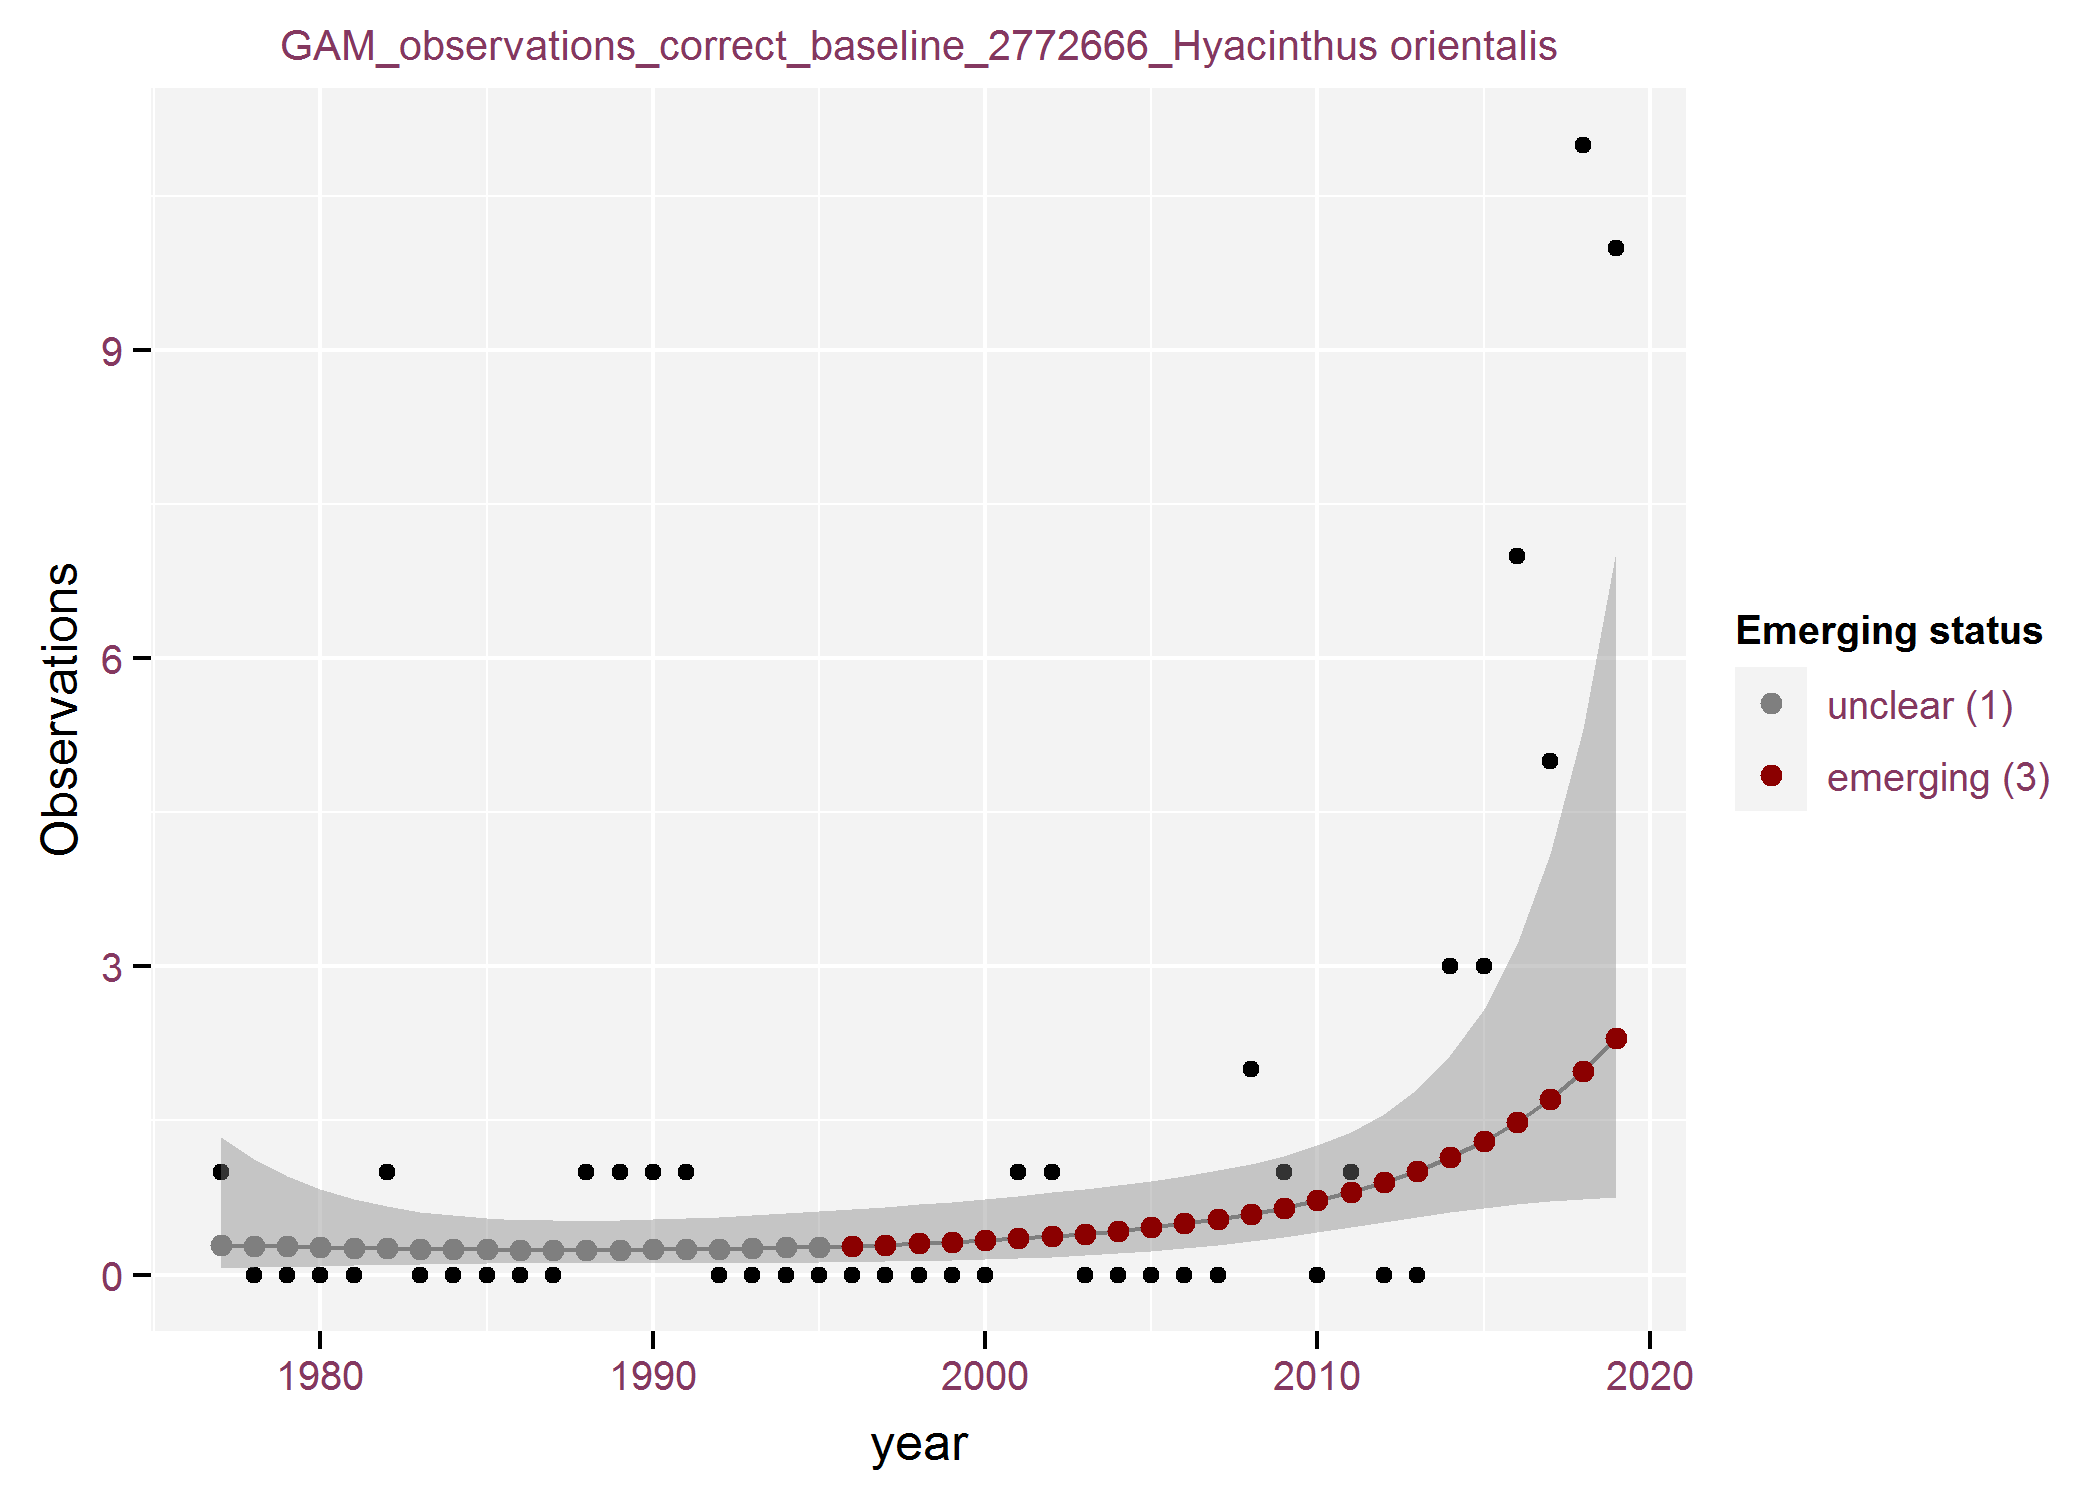 GAM_observations_correct_baseline_2772666_Hyacinthus orientalis
Observations
9
6
3
0
1980
1990
2000
2010
2020
year
Emerging status
unclear (1)
emerging (3)